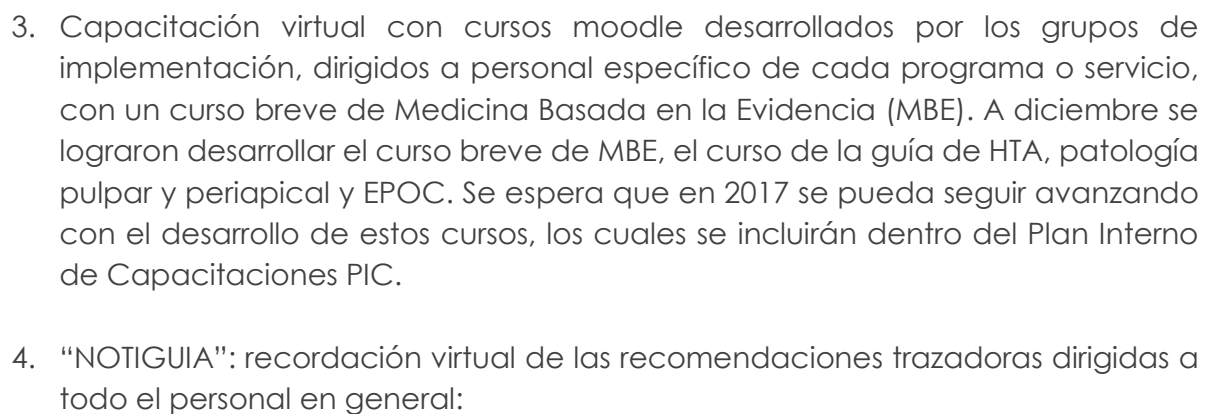 3. Capacitación virtual con cursos moodle desarrollados por los grupos de
implementación, dirigidos a personal específico de cada programa o servicio,
con un curso breve de Medicina Basada en la Evidencia (MBE). A diciembre se
lograron desarrollar el curso breve de MBE, el curso de la guía de HTA, patología
pulpar y periapical y EPOC. Se espera que en 2017 se pueda seguir avanzando
con el desarrollo de estos cursos, los cuales se incluirán dentro del Plan Interno
de Capacitaciones PIC.
4. “NOTIGUIA”: recordación virtual de las recomendaciones trazadoras dirigidas a
todo el personal en general: